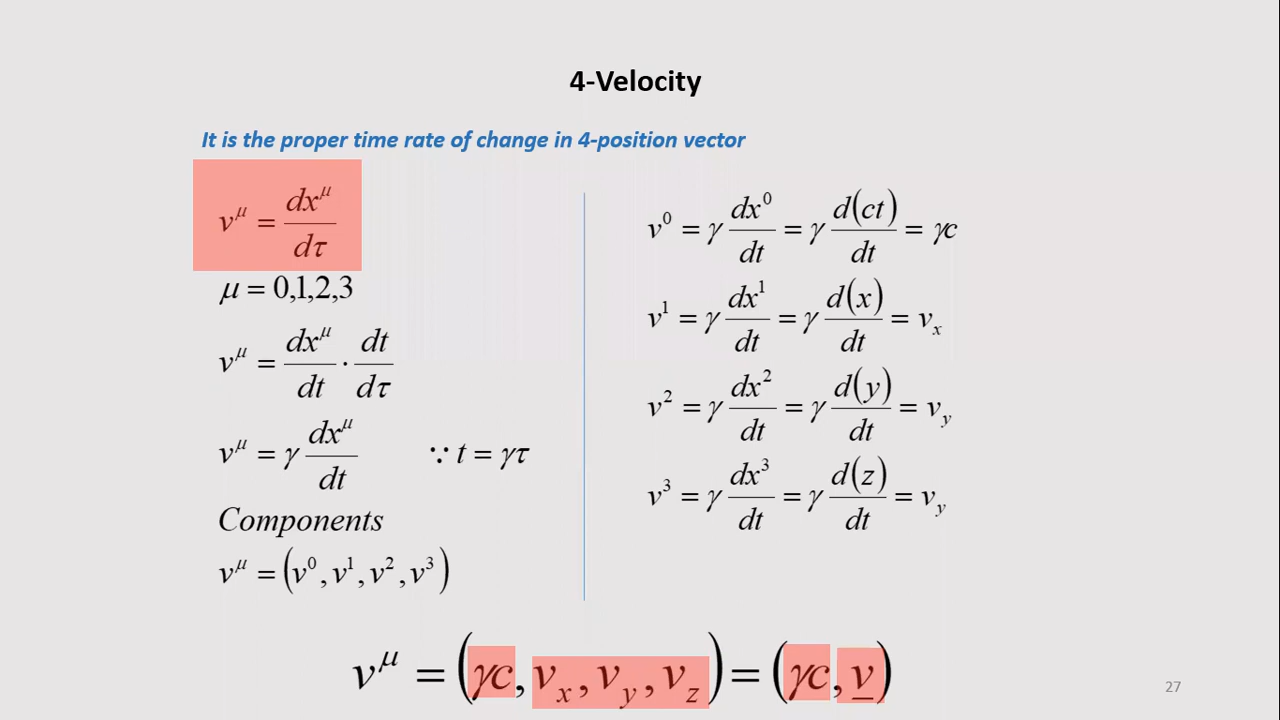 4-Velocity
It is the proper time rate of change in 4-position vector
v^μ = dx^μ/dτ
μ = 0,1,2,3
v^μ = dx^μ/dt · dt/dτ
v^μ = γ dx^μ/dt ∵ t = γτ
Components
v^μ = (v^0, v^1, v^2, v^3)
v^0 = γ dx^0/dt = γ d(ct)/dt = γc
v^1 = γ dx^1/dt = γ d(x)/dt = v_x
v^2 = γ dx^2/dt = γ d(y)/dt = v_y
v^3 = γ dx^3/dt = γ d(z)/dt = v_y
v^μ = (γc, v_x, v_y, v_z) = (γc, v̲)
27